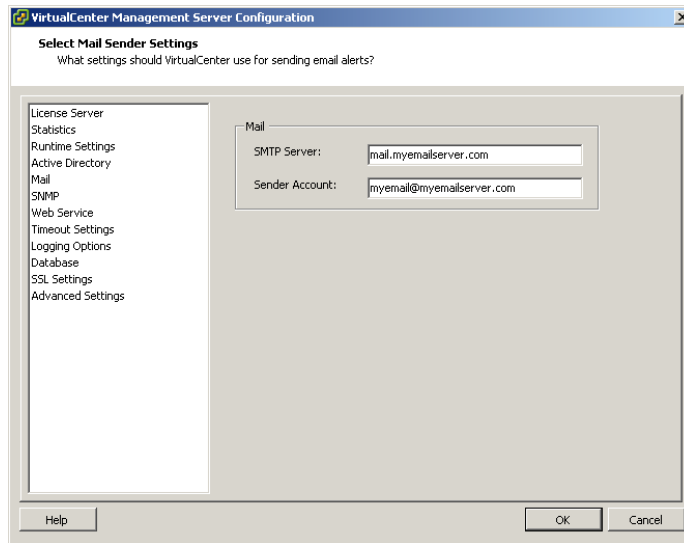 VirtualCenter Management Server Configuration
Select Mail Sender Settings
What settings should VirtualCenter use for sending email alerts?
License Server
Statistics
Runtime Settings
Active Directory
Mail
SNMP
Web Service
Timeout Settings
Logging Options
Database
SSL Settings
Advanced Settings
Mail
SMTP Server:
mail.myemailserver.com
Sender Account:
myemail@myemailserver.com
Help
OK
Cancel